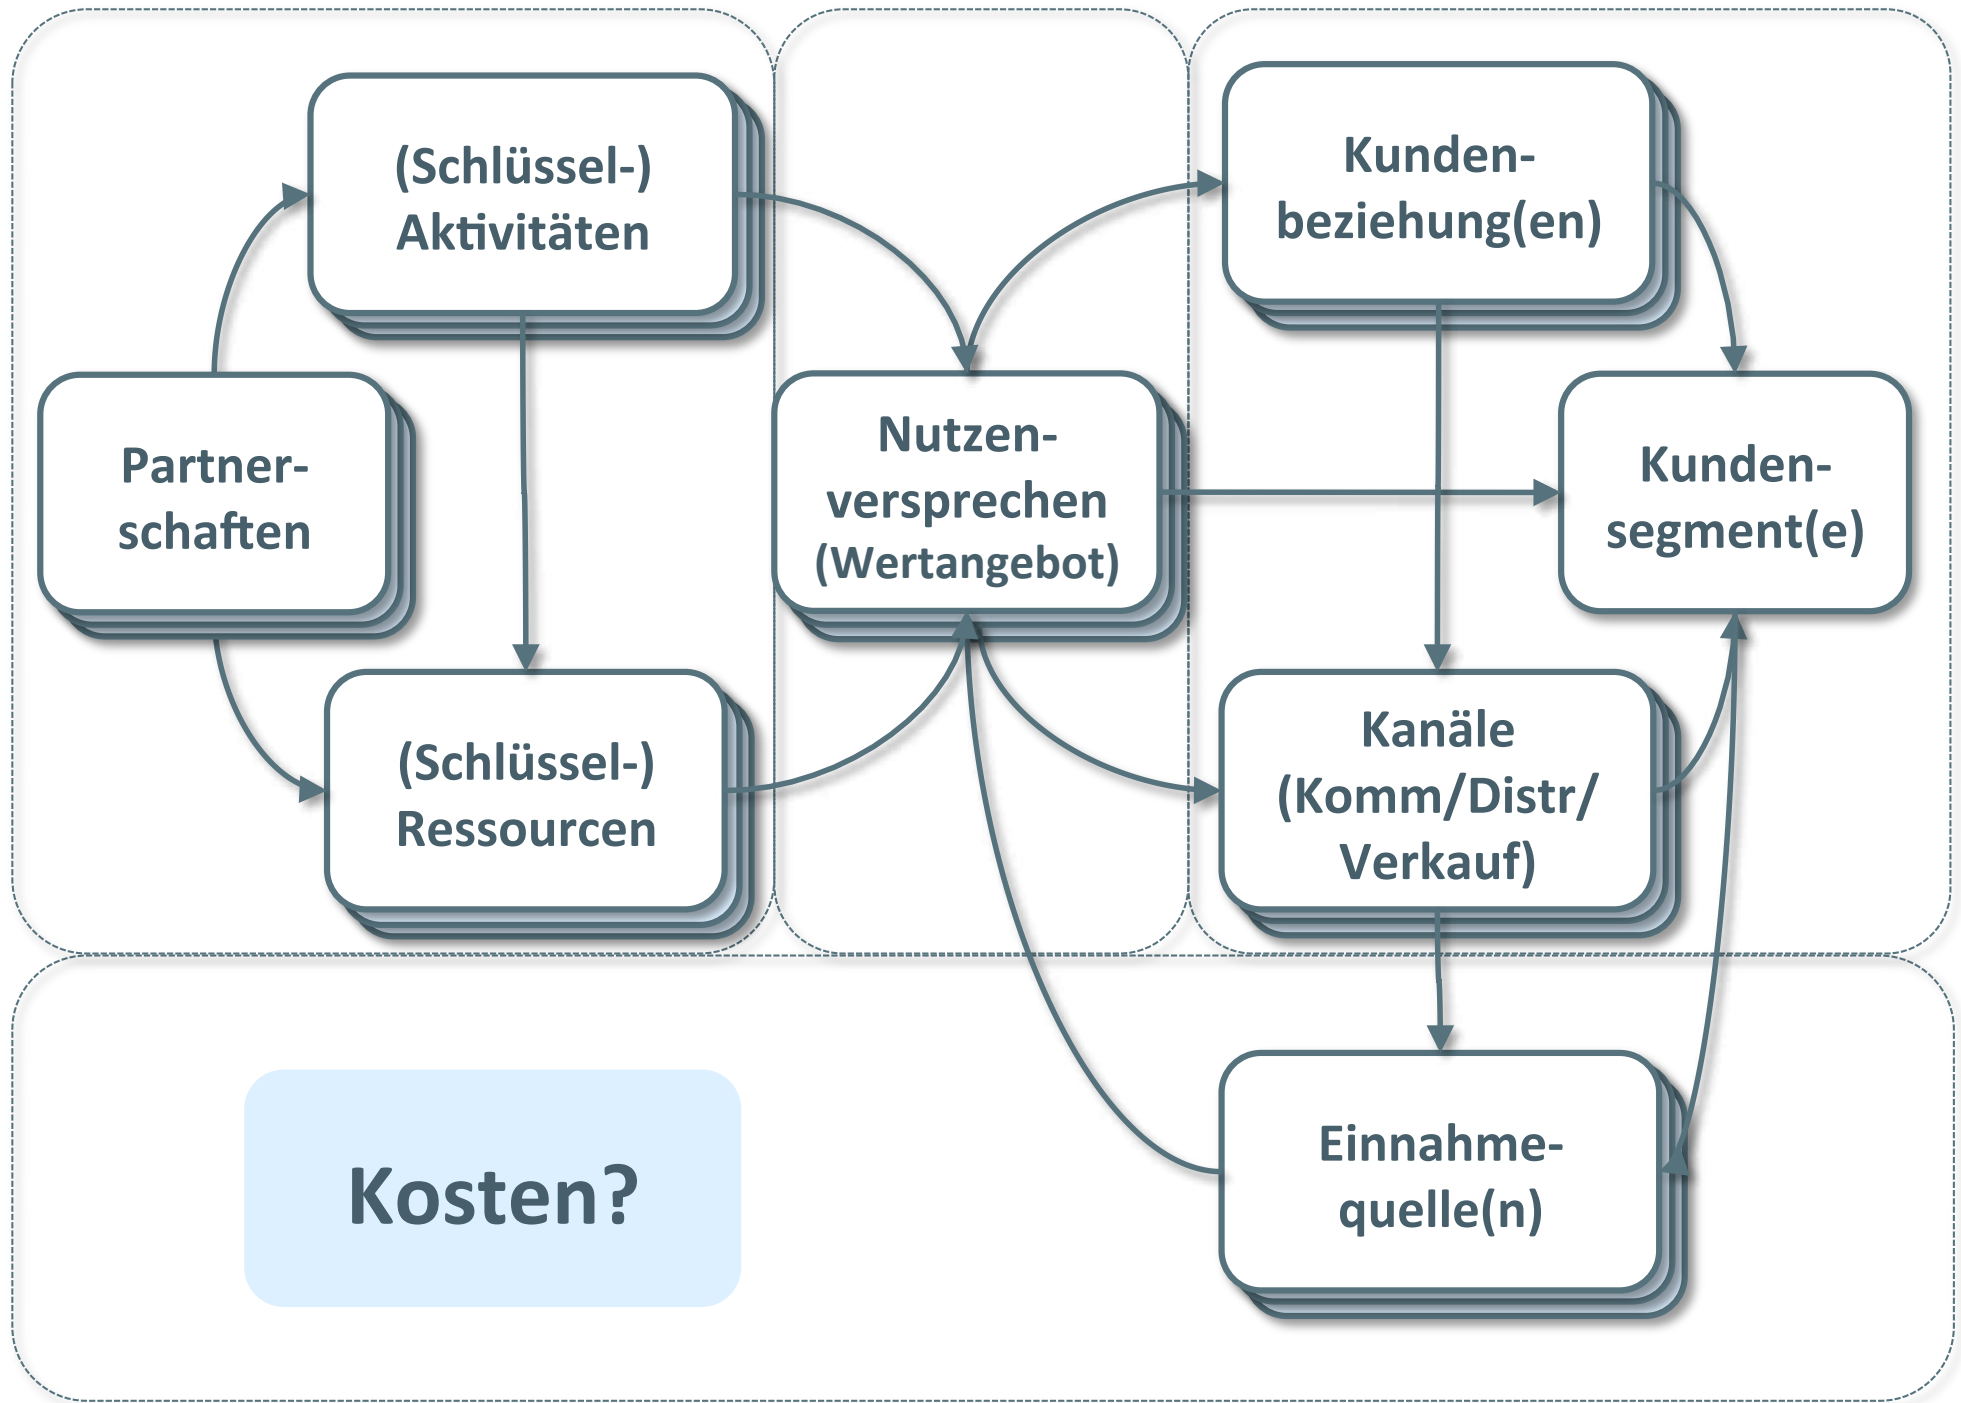 (Schlüssel-)
Aktivitäten
Kunden-
beziehung(en)
Partner-
schaften
Nutzen-
versprechen
(Wertangebot)
Kunden-
segment(e)
(Schlüssel-)
Ressourcen
Kanäle
(Komm/Distr/
Verkauf)
Kosten?
Einnahme-
quelle(n)